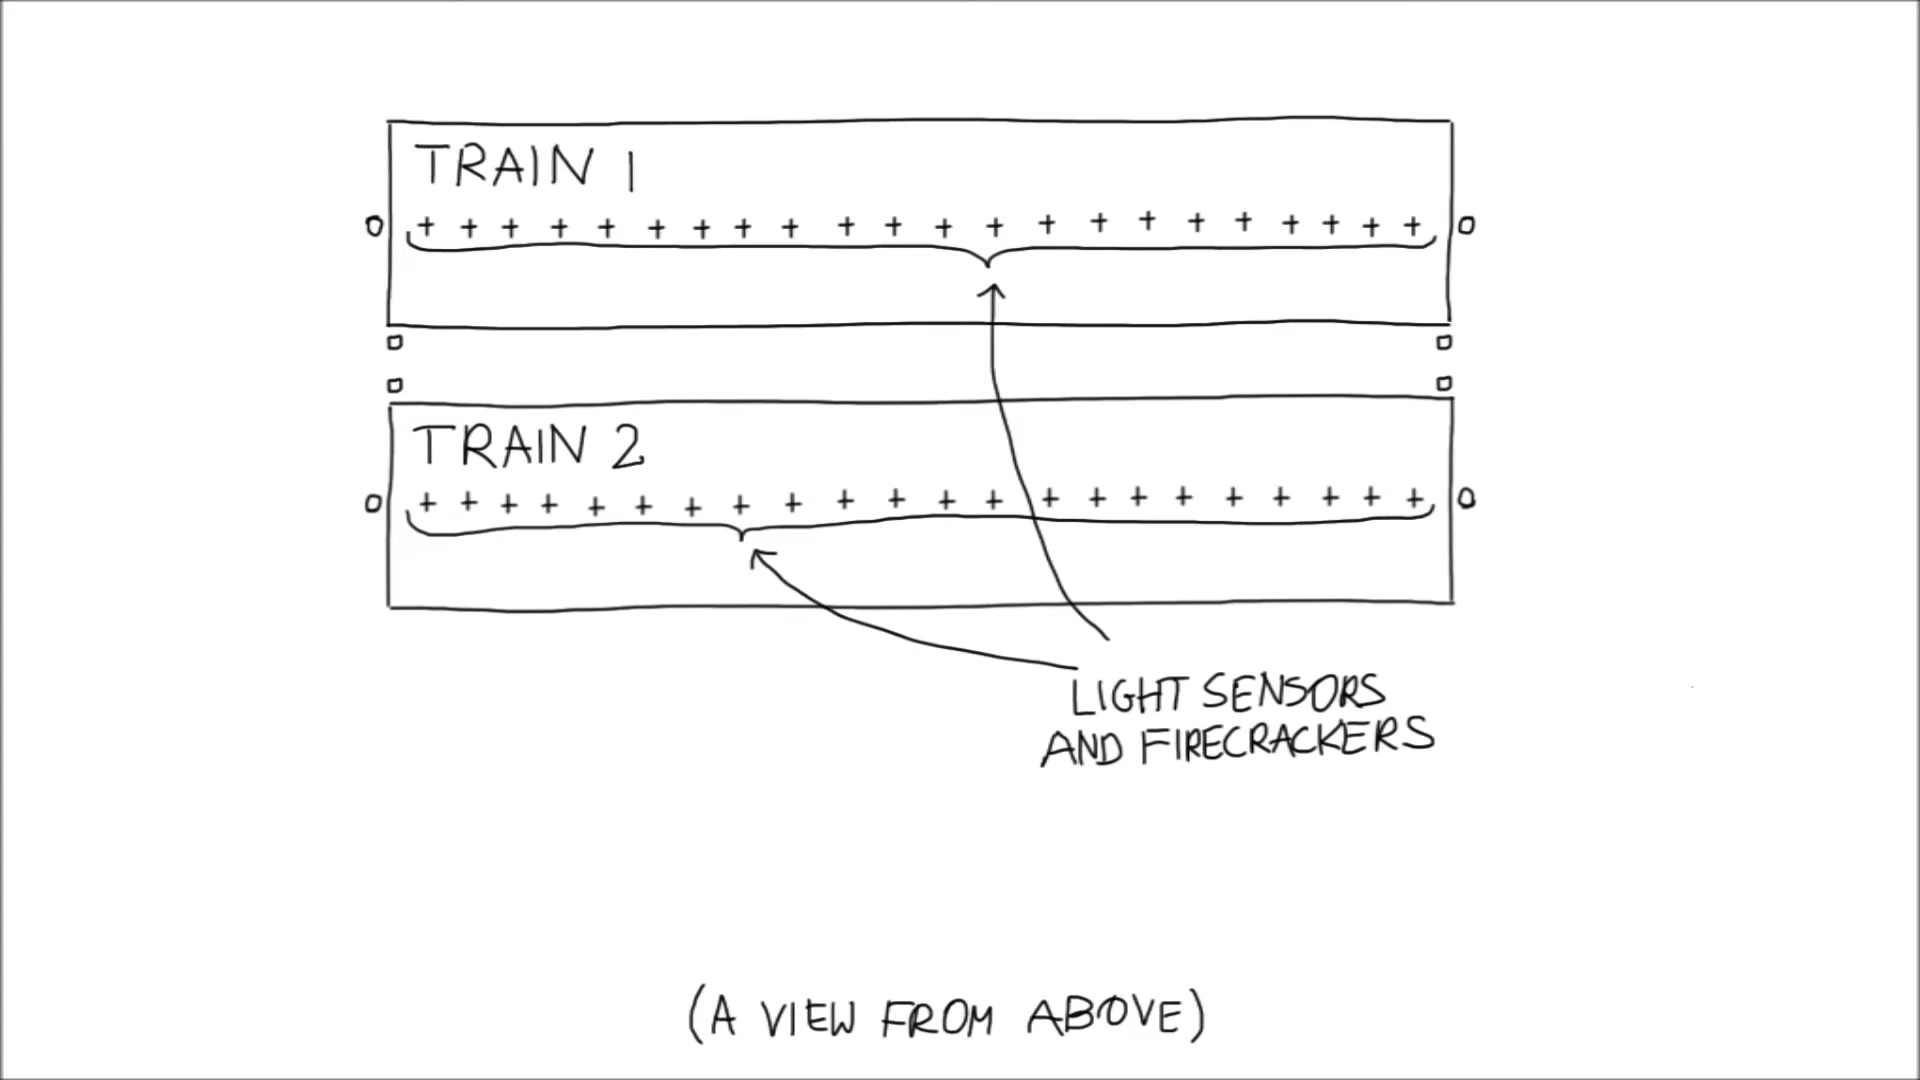 TRAIN 1
TRAIN 2
LIGHT SENSORS
AND FIRECRACKERS
(A VIEW FROM ABOVE)